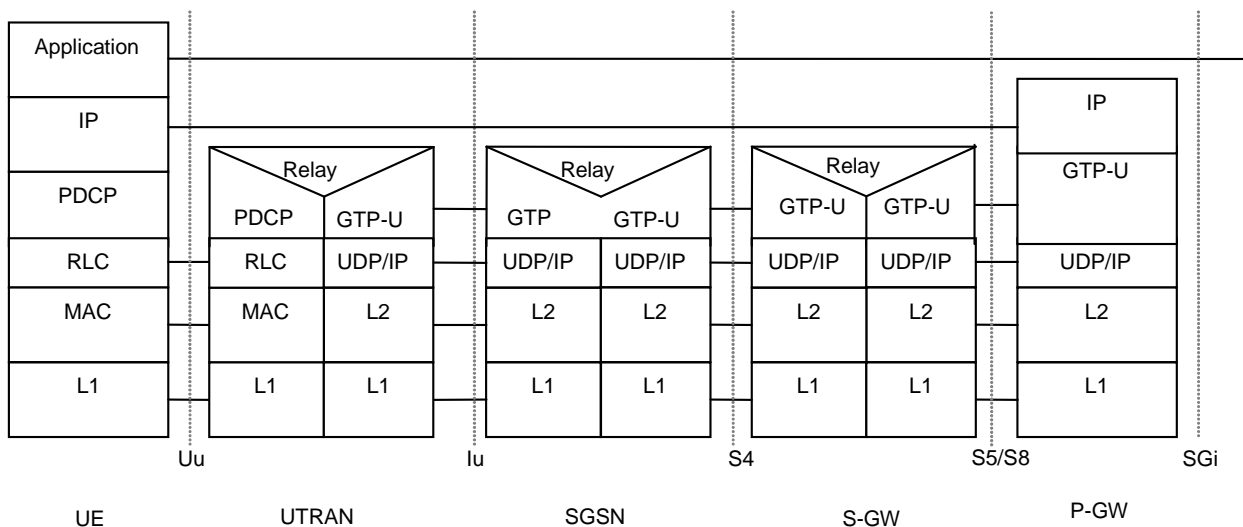 Application
IP
IP
Relay
Relay
Relay
GTP-U
PDCP
PDCP
GTP-U
GTP
GTP-U
GTP-U
GTP-U
RLC
RLC
UDP/IP
UDP/IP
UDP/IP
UDP/IP
UDP/IP
UDP/IP
MAC
MAC
L2
L2
L2
L2
L2
L2
L1
L1
L1
L1
L1
L1
L1
L1
Uu
Iu
S4
S5/S8
SGi
UE
UTRAN
SGSN
S-GW
P-GW